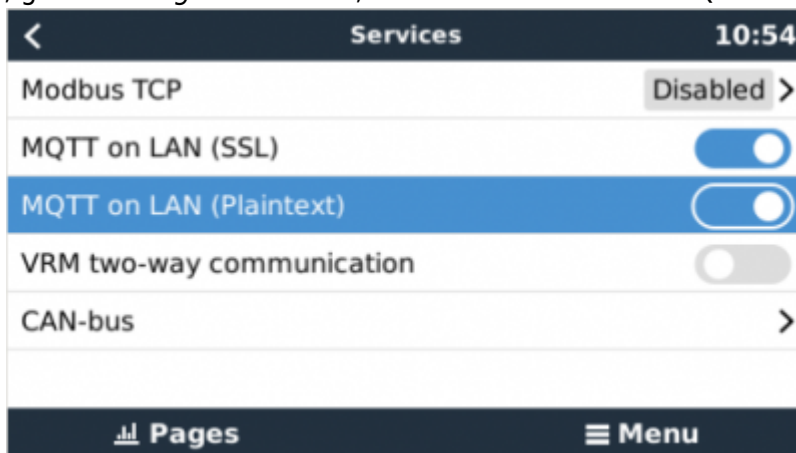 Services 10:54
Modbus TCP Disabled
MQTT on LAN (SSL)
MQTT on LAN (Plaintext)
VRM two-way communication
CAN-bus
Pages Menu